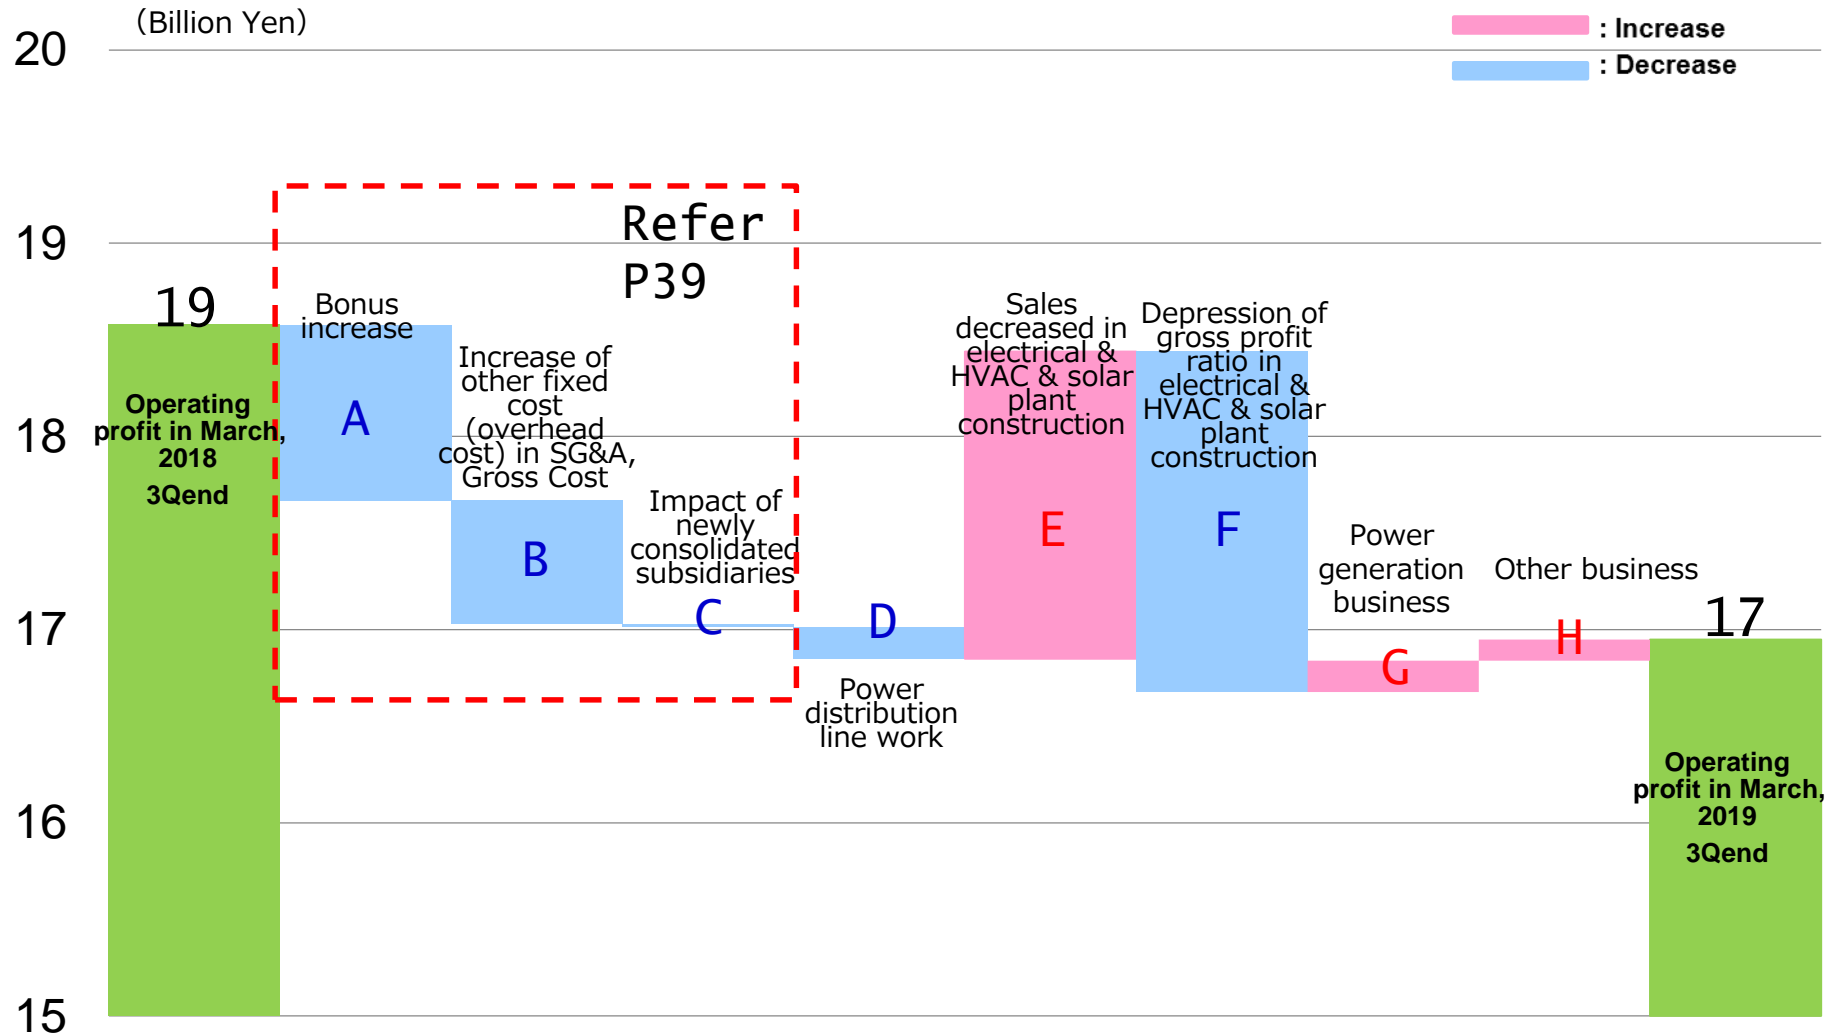 （Billion Yen）
: Increase
: Decrease
20
19
18
17
16
15
Refer
P39
19
Operating
profit in March,
2018
3Qend
Bonus
increase
A
Increase of
other fixed
cost
(overhead
cost) in SG&A,
Gross Cost
B
Impact of
newly
consolidated
subsidiaries
C
D
Power
distribution
line work
Sales
decreased in
electrical &
HVAC & solar
plant
construction
E
Depression of
gross profit
ratio in
electrical &
HVAC & solar
plant
construction
F
Power
generation
business
G
Other business
H
17
Operating
profit in March,
2019
3Qend